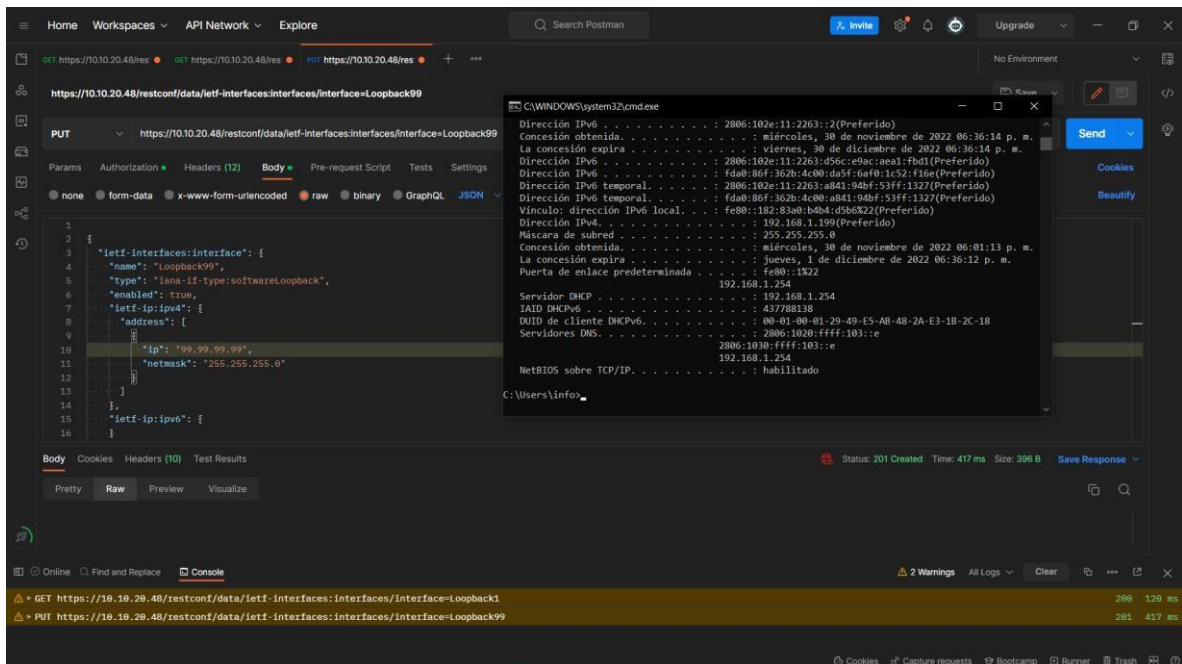 Home Workspaces API Network Explore Search Postman Invite Upgrade
GET https://10.10.20.48/res GET https://10.10.20.48/res PUT https://10.10.20.48/res No Environment
https://10.10.20.48/restconf/data/ietf-interfaces:interfaces/interface=Loopback99 Save
PUT https://10.10.20.48/restconf/data/ietf-interfaces:interfaces/interface=Loopback99 Send
Params Authorization Headers (12) Body Pre-request Script Tests Settings Cookies
none form-data x-www-form-urlencoded raw binary GraphQL JSON Beautify
1
2 {
3 "ietf-interfaces:interface": {
4 "name": "Loopback99",
5 "type": "iana-if-type:softwareLoopback",
6 "enabled": true,
7 "ietf-ip:ipv4": {
8 "address": [
9 {
10 "ip": "99.99.99.99",
11 "netmask": "255.255.255.0"
12 }
13 ]
14 },
15 "ietf-ip:ipv6": {
16 }
C:\WINDOWS\system32\cmd.exe
Dirección IPv6 . . . . . . . . . . : 2806:102e:11:2263::2(Preferido)
Concesión obtenida. . . . . . . . . . . . : miércoles, 30 de noviembre de 2022 06:36:14 p. m.
La concesión expira . . . . . . . . . . . : viernes, 30 de diciembre de 2022 06:36:14 p. m.
Dirección IPv6 . . . . . . . . . . : 2806:102e:11:2263:d56c:e9ac:aea1:fbd1(Preferido)
Dirección IPv6 . . . . . . . . . . : fda0:86f:362b:4c00:da5f:6af0:1c52:f16e(Preferido)
Dirección IPv6 temporal. . . . . . : 2806:102e:11:2263:a841:94bf:53ff:1327(Preferido)
Dirección IPv6 temporal. . . . . . : fda0:86f:362b:4c00:a841:94bf:53ff:1327(Preferido)
Vínculo: dirección IPv6 local. . . : fe80::182:83a0:b4b4:d5b6%22(Preferido)
Dirección IPv4. . . . . . . . . . . . . . : 192.168.1.199(Preferido)
Máscara de subred . . . . . . . . . . . . : 255.255.255.0
Concesión obtenida. . . . . . . . . . . . : miércoles, 30 de noviembre de 2022 06:01:13 p. m.
La concesión expira . . . . . . . . . . . : jueves, 1 de diciembre de 2022 06:36:12 p. m.
Puerta de enlace predeterminada . . . . . : fe80::1%22
192.168.1.254
Servidor DHCP . . . . . . . . . . . . . . : 192.168.1.254
IAID DHCPv6 . . . . . . . . . . . . . . . : 437788138
DUID de cliente DHCPv6. . . . . . . . . . : 00-01-00-01-29-49-E5-AB-48-2A-E3-1B-2C-18
Servidores DNS. . . . . . . . . . . . . . : 2806:1020:ffff:103::e
2806:1030:ffff:103::e
192.168.1.254
NetBIOS sobre TCP/IP. . . . . . . . . . . : habilitado
C:\Users\info>
Body Cookies Headers (10) Test Results Status: 201 Created Time: 417 ms Size: 396 B Save Response
Pretty Raw Preview Visualize
Online Find and Replace Console 2 Warnings All Logs Clear
GET https://10.10.20.48/restconf/data/ietf-interfaces:interfaces/interface=Loopback1 200 120 ms
PUT https://10.10.20.48/restconf/data/ietf-interfaces:interfaces/interface=Loopback99 201 417 ms
Cookies Capture requests Bootcamp Runner Trash